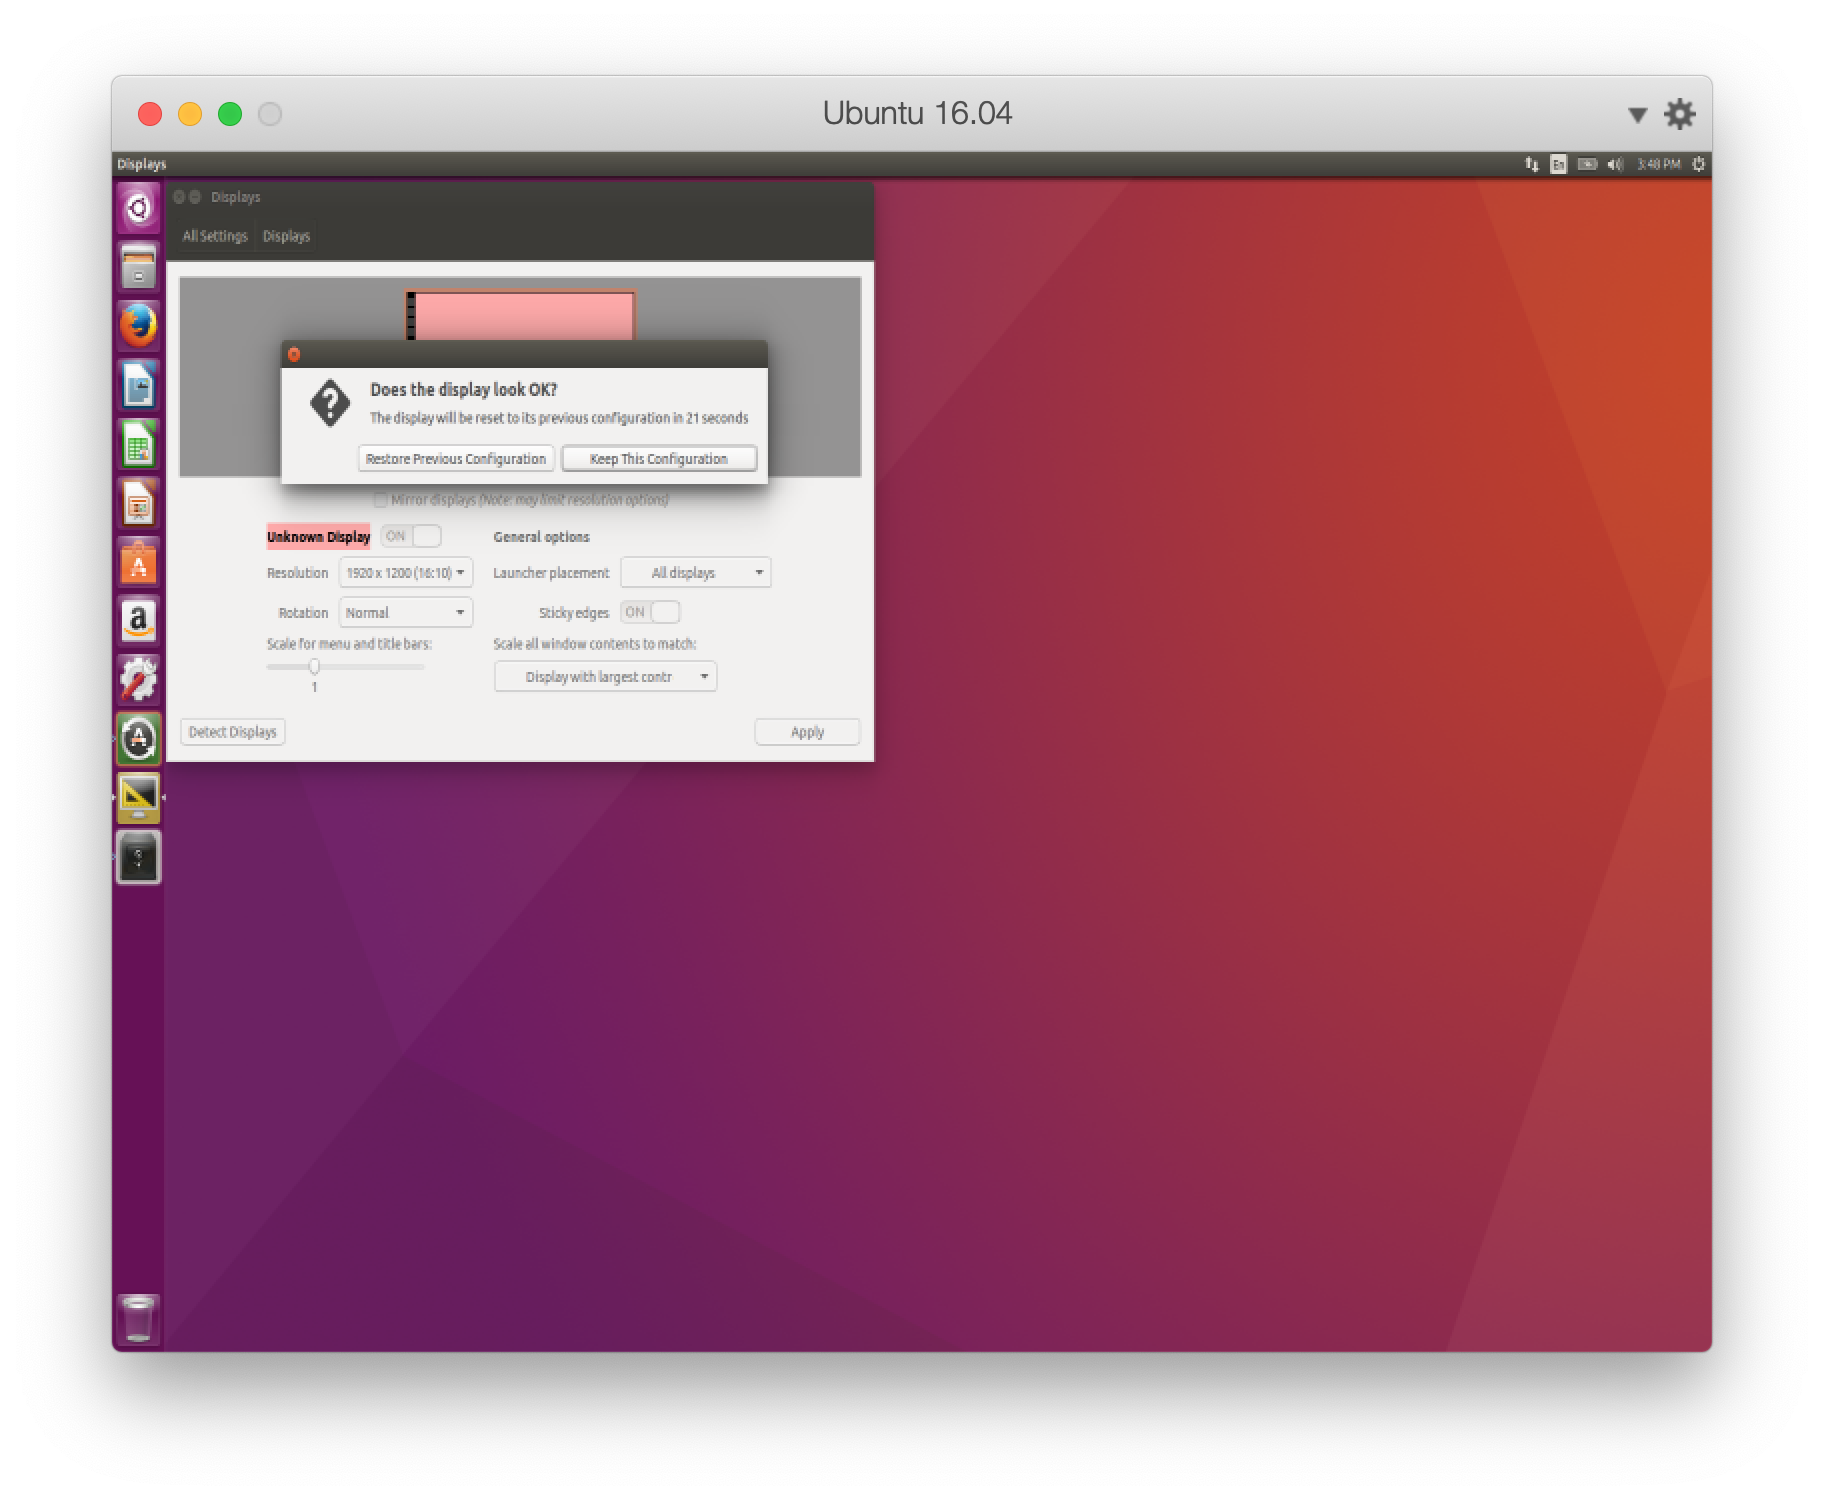 Ubuntu 16.04
Displays
En
3:48 PM
Displays
All Settings
Displays
Does the display look OK?
The display will be reset to its previous configuration in 21 seconds
Restore Previous Configuration
Keep This Configuration
Mirror displays (Note: may limit resolution options)
Unknown Display
ON
General options
Resolution
1920 x 1200 (16:10)
Launcher placement
All displays
Rotation
Normal
Sticky edges
ON
Scale for menu and title bars:
Scale all window contents to match:
1
Display with largest contr
Detect Displays
Apply